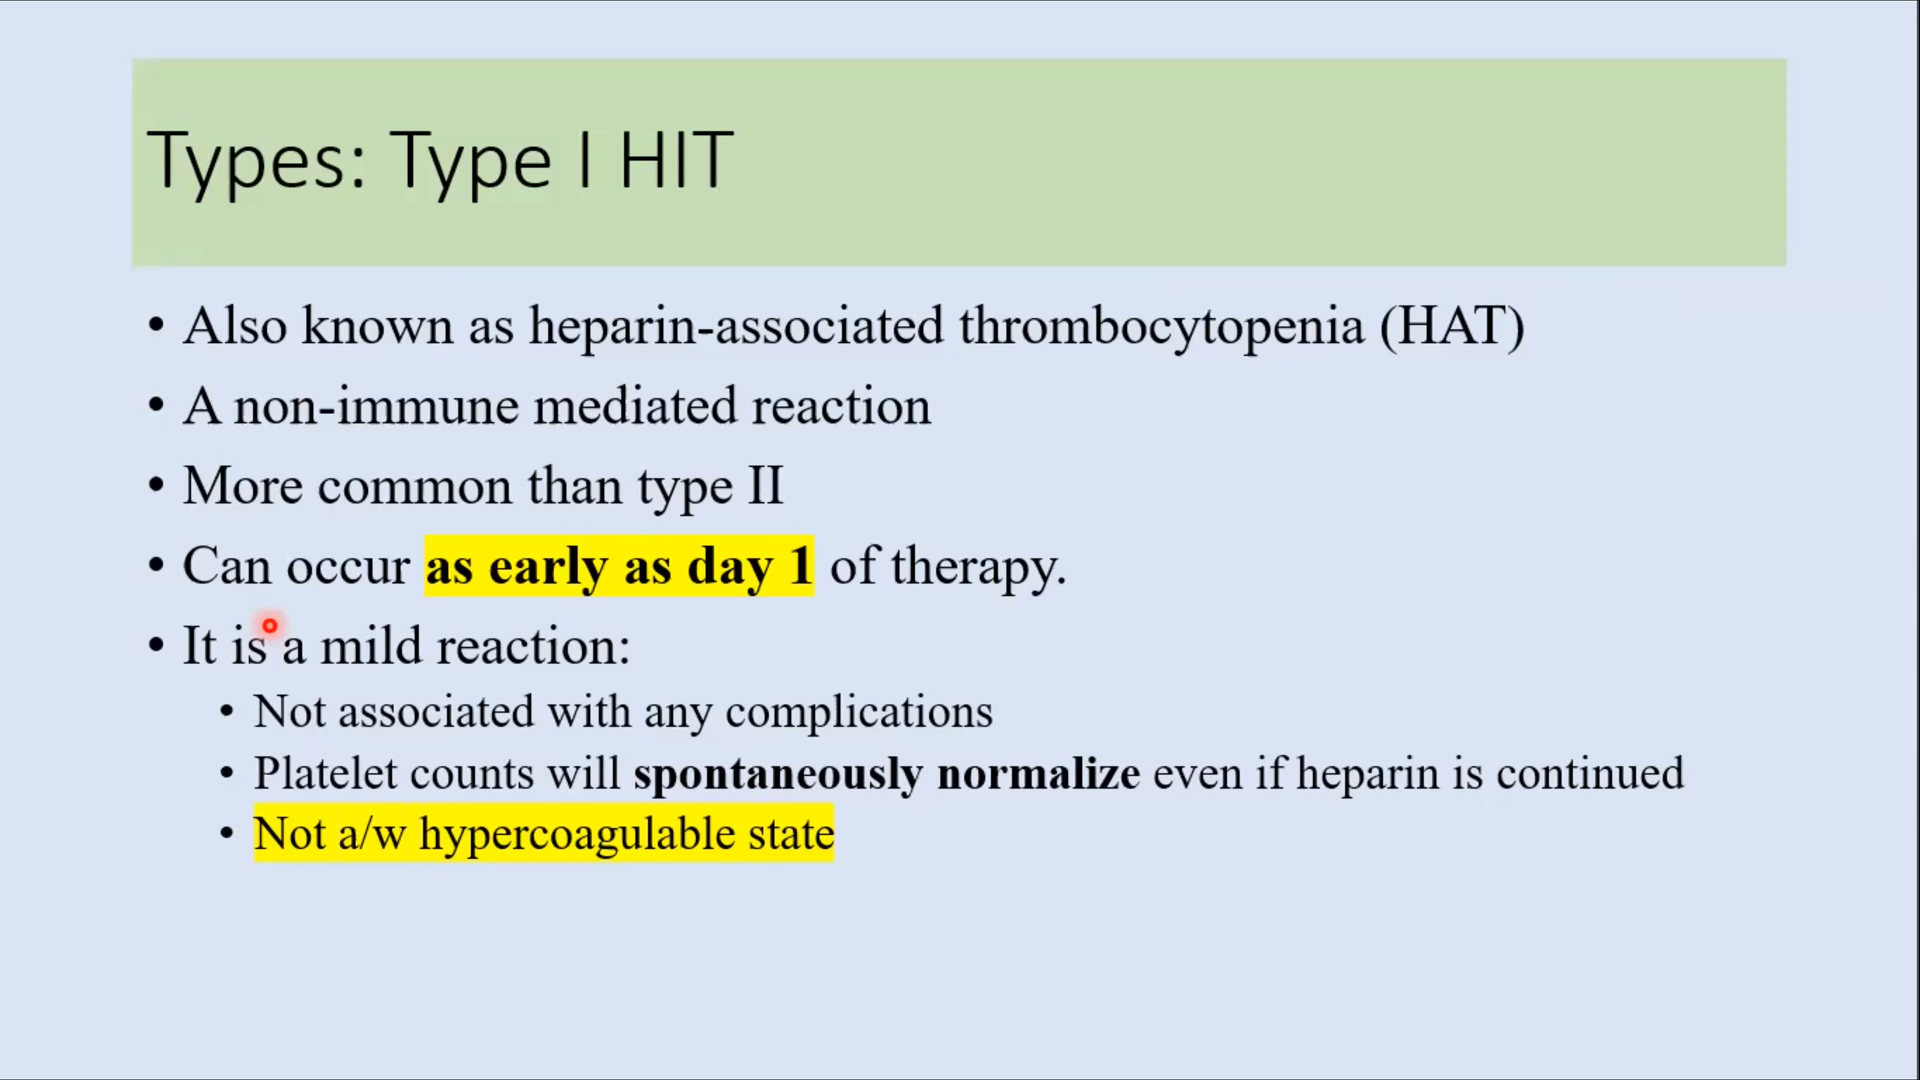 Types: Type I HIT
• Also known as heparin-associated thrombocytopenia (HAT)
• A non-immune mediated reaction
• More common than type II
• Can occur as early as day 1 of therapy.
• It is a mild reaction:
• Not associated with any complications
• Platelet counts will spontaneously normalize even if heparin is continued
• Not a/w hypercoagulable state